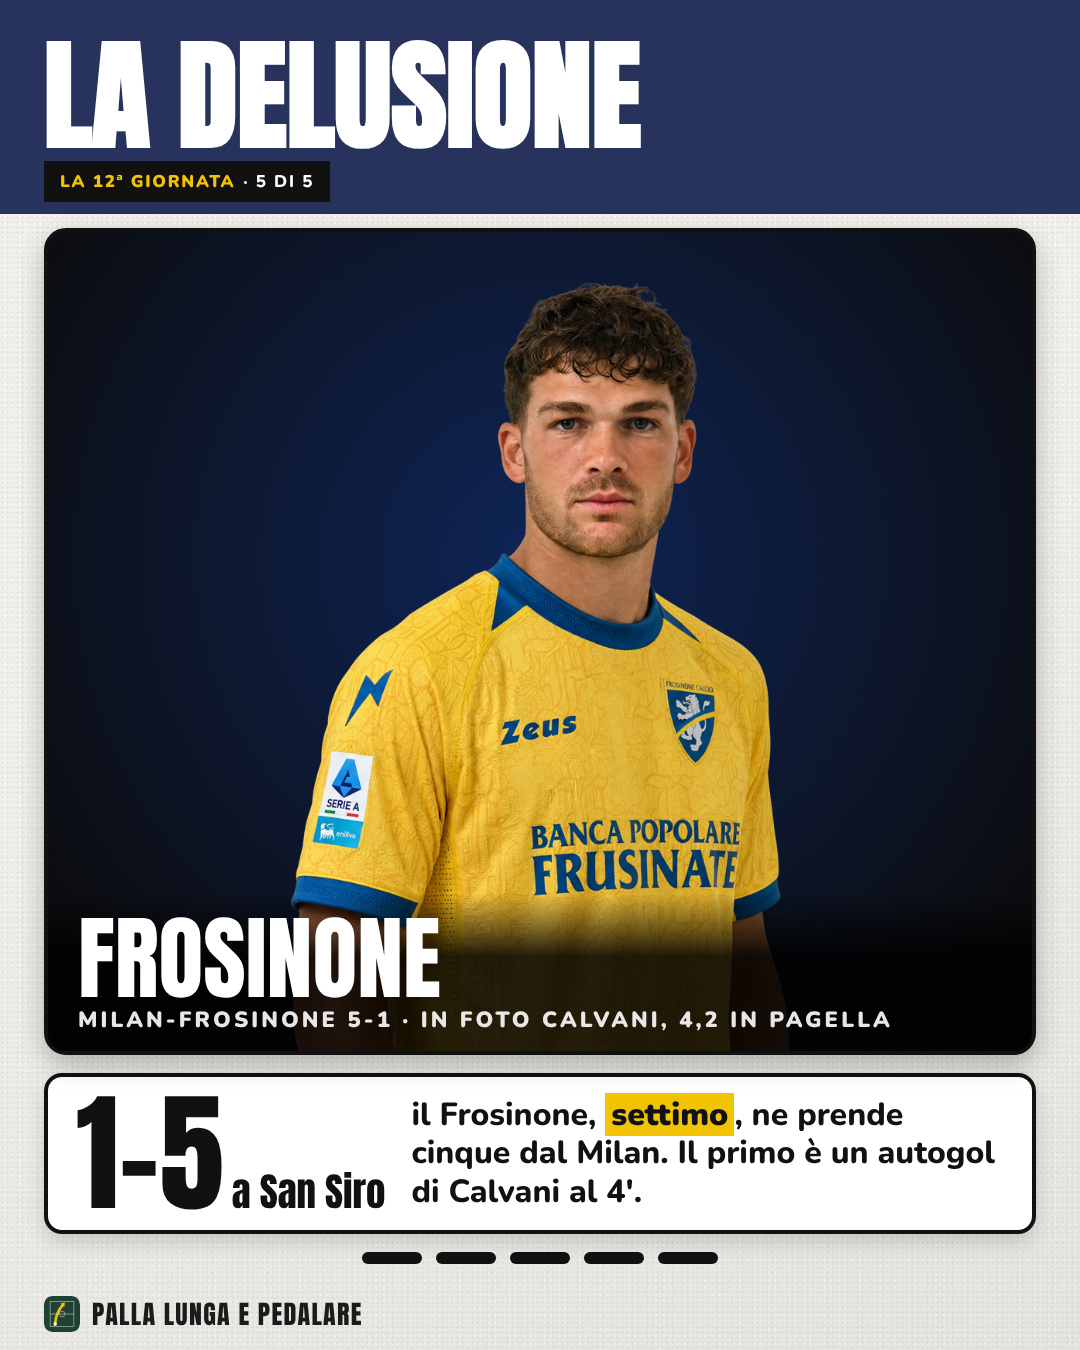 LA DELUSIONE
LA 12ª GIORNATA · 5 DI 5
FROSINONE CALCIO
Zeus
SERIE A
enilive
BANCA POPOLARE
FRUSINATE
FROSINONE
MILAN-FROSINONE 5-1 · IN FOTO CALVANI, 4,2 IN PAGELLA
1-5 a San Siro
il Frosinone, settimo, ne prende
cinque dal Milan. Il primo è un autogol
di Calvani al 4'.
PALLA LUNGA E PEDALARE